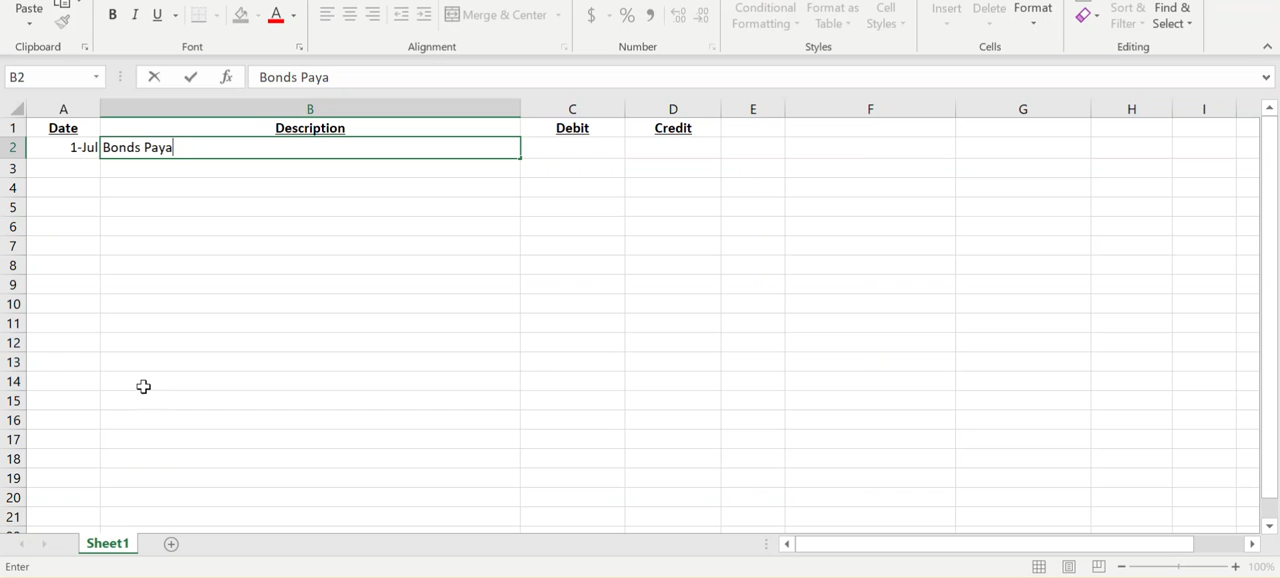 Paste
B I U A
Merge & Center
$ % 9
Conditional Formatting
Format as Table
Cell Styles
Insert
Delete
Format
Sort & Filter
Find & Select
Clipboard
Font
Alignment
Number
Styles
Cells
Editing
B2
fx
Bonds Paya
A B C D E F G H I
1 Date Description Debit Credit
2 1-Jul Bonds Paya
3
4
5
6
7
8
9
10
11
12
13
14
15
16
17
18
19
20
21
Sheet1
Enter
100%